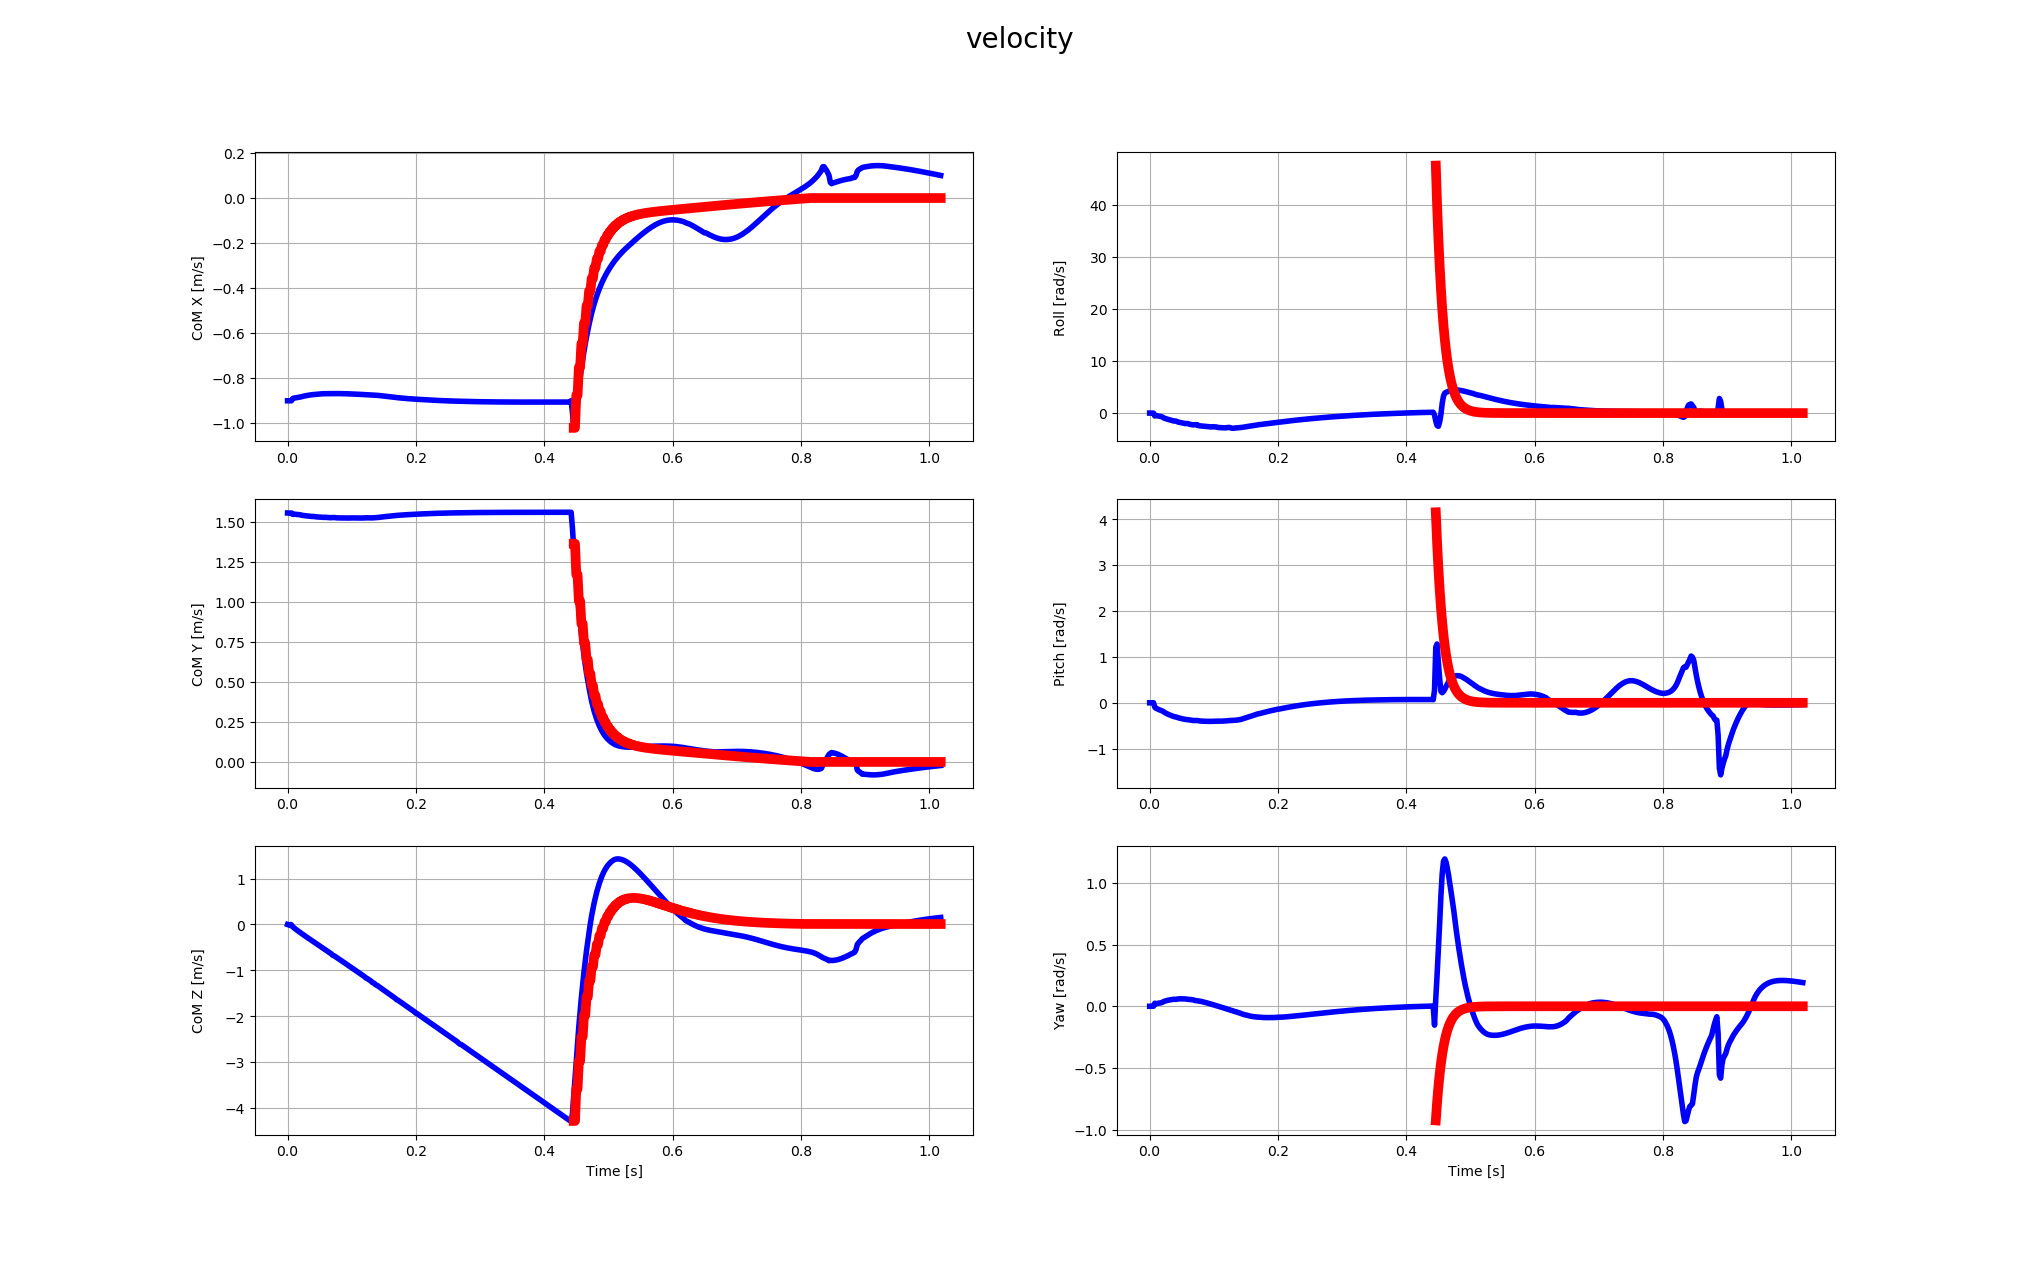 velocity
CoM X [m/s]
0.2
0.0
−0.2
−0.4
−0.6
−0.8
−1.0
0.0 0.2 0.4 0.6 0.8 1.0
Roll [rad/s]
40
30
20
10
0
0.0 0.2 0.4 0.6 0.8 1.0
CoM Y [m/s]
1.50
1.25
1.00
0.75
0.50
0.25
0.00
0.0 0.2 0.4 0.6 0.8 1.0
Pitch [rad/s]
4
3
2
1
0
−1
0.0 0.2 0.4 0.6 0.8 1.0
CoM Z [m/s]
1
0
−1
−2
−3
−4
0.0 0.2 0.4 0.6 0.8 1.0
Time [s]
Yaw [rad/s]
1.0
0.5
0.0
−0.5
−1.0
0.0 0.2 0.4 0.6 0.8 1.0
Time [s]